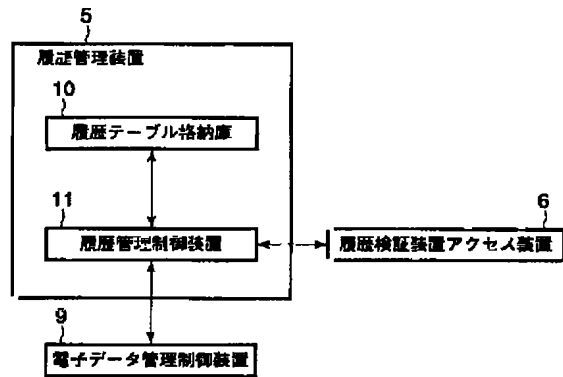 5
履歴管理装置
10
履歴テーブル格納庫
11
履歴管理制御装置
6
履歴検証装置アクセス装置
9
電子データ管理制御装置